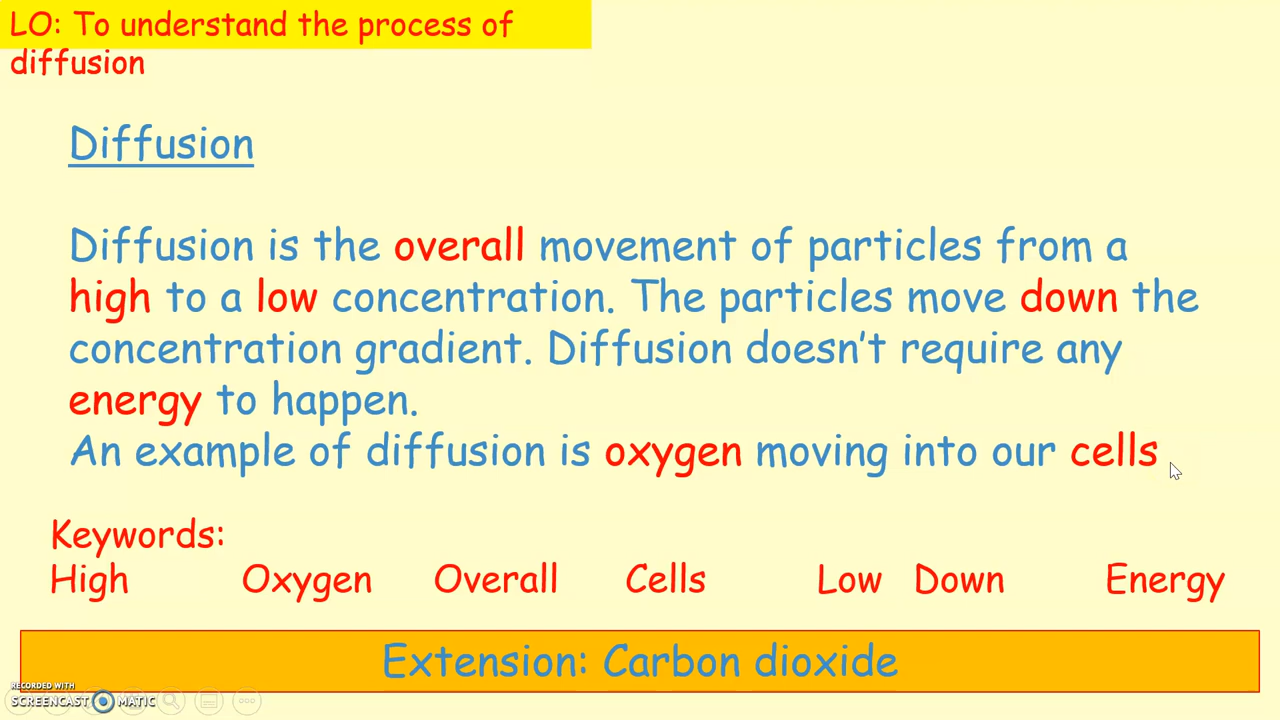 LO: To understand the process of
diffusion
Diffusion
Diffusion is the overall movement of particles from a
high to a low concentration. The particles move down the
concentration gradient. Diffusion doesn't require any
energy to happen.
An example of diffusion is oxygen moving into our cells
Keywords:
High Oxygen Overall Cells Low Down Energy
Extension: Carbon dioxide
RECORDED WITH
SCREENCAST MATIC